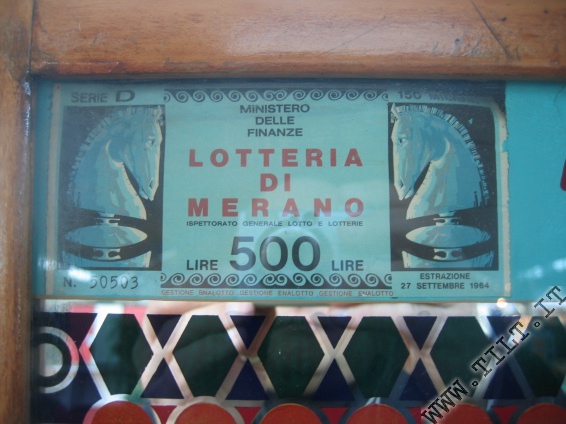 SERIE D
MINISTERO
DELLE
FINANZE
LOTTERIA
DI
MERANO
ISPETTORATO GENERALE LOTTO E LOTTERIE
LIRE 500 LIRE
N. 50503
ESTRAZIONE
27 SETTEMBRE 1964
GESTIONE ENALOTTO GESTIONE ENALOTTO GESTIONE ENALOTTO
WWW.TTIT.IT